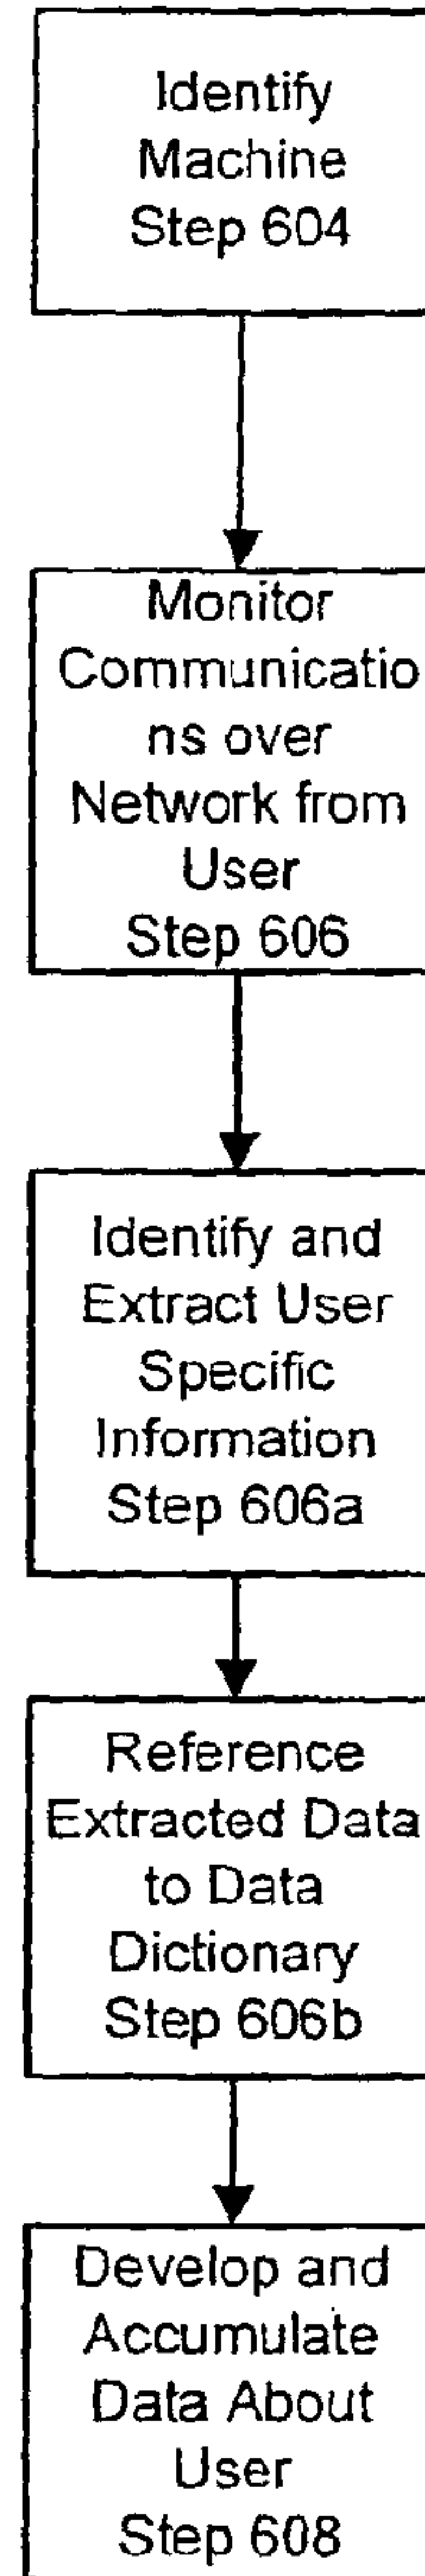 Identify
Machine
Step 604
Monitor
Communicatio
ns over
Network from
User
Step 606
Identify and
Extract User
Specific
Information
Step 606a
Reference
Extracted Data
to Data
Dictionary
Step 606b
Develop and
Accumulate
Data About
User
Step 608